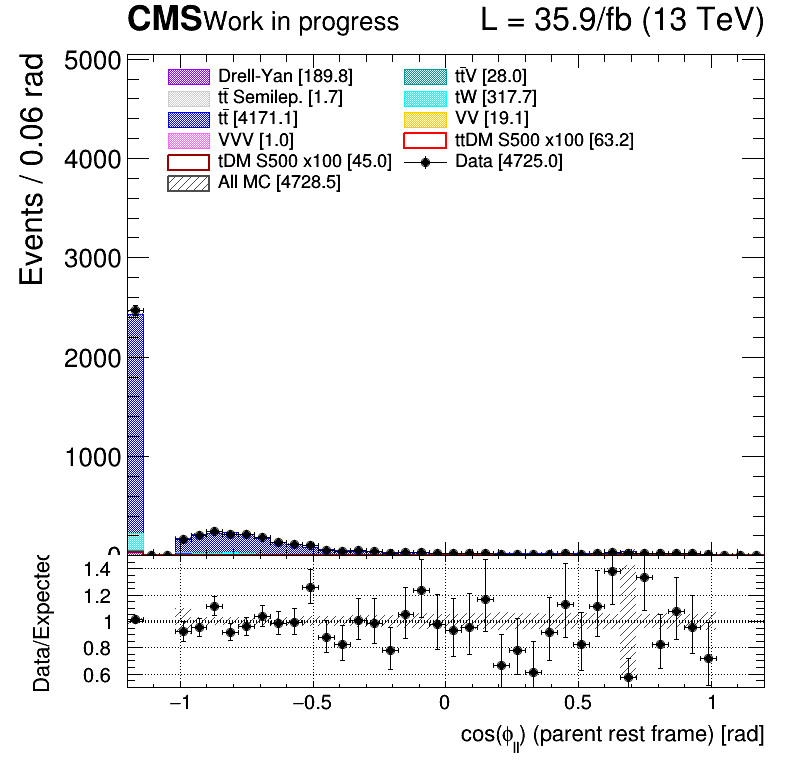 CMS Work in progress L = 35.9/fb (13 TeV)
Events / 0.06 rad
5000
4000
3000
2000
1000
0
Drell-Yan [189.8]
tt̄ Semilep. [1.7]
tt̄ [4171.1]
VVV [1.0]
tDM S500 x100 [45.0]
All MC [4728.5]
tt̄V [28.0]
tW [317.7]
VV [19.1]
ttDM S500 x100 [63.2]
Data [4725.0]
Data/Expected
1.4
1.2
1
0.8
0.6
−1 −0.5 0 0.5 1
cos(ϕ_ll) (parent rest frame) [rad]